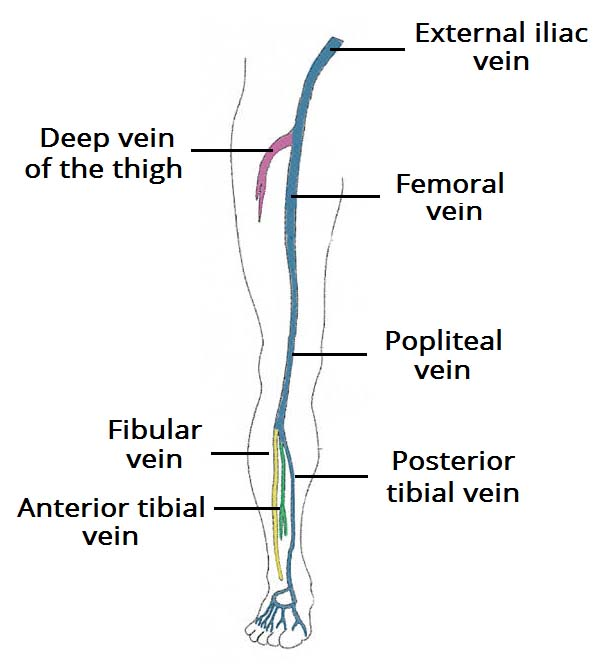 External iliac
vein
Deep vein
of the thigh
Femoral
vein
Popliteal
vein
Fibular
vein
Posterior
tibial vein
Anterior tibial
vein